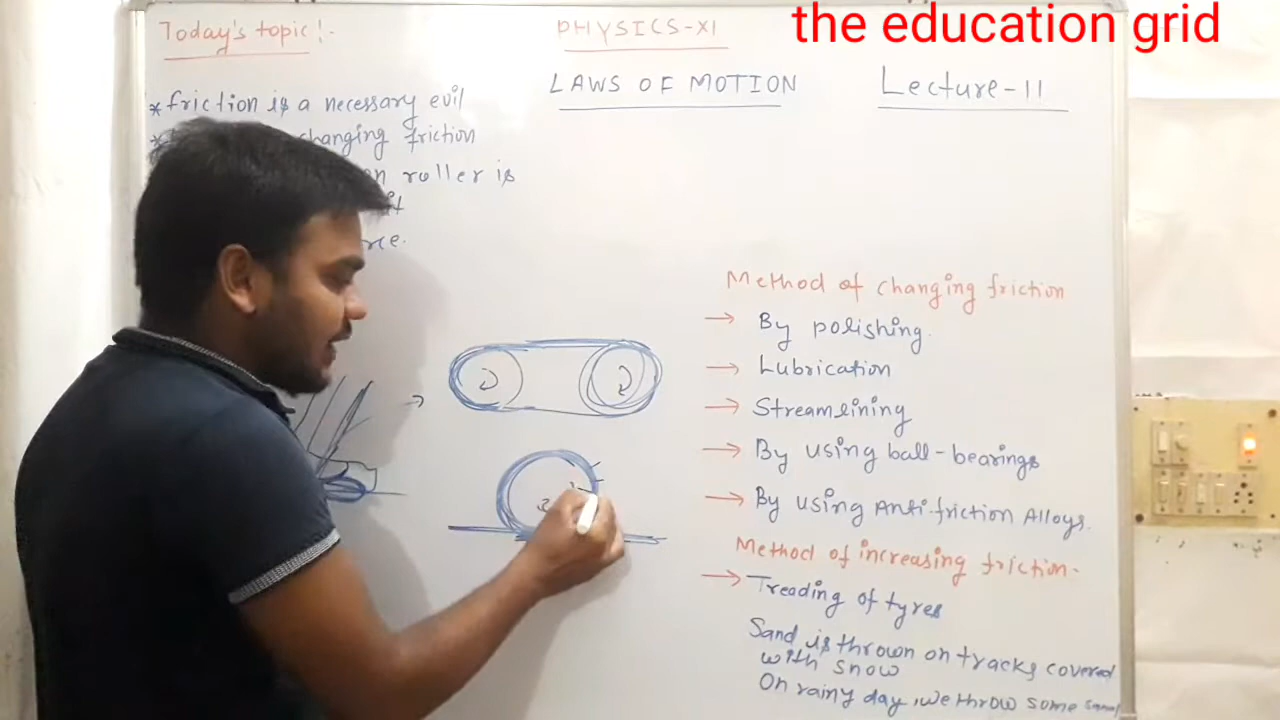 the education grid
Today's topic!-
PHYSICS-XI
LAWS OF MOTION
Lecture-11
* friction is a necessary evil
changing friction
roller is
it
Method of changing friction
→ By polishing.
→ Lubrication
→ Streamlining
→ By using ball-bearings
→ By using Anti-friction Alloys.
Method of increasing friction-
→ Treading of tyres
Sand is thrown on tracks covered
with snow
On rainy day, we throw some sand